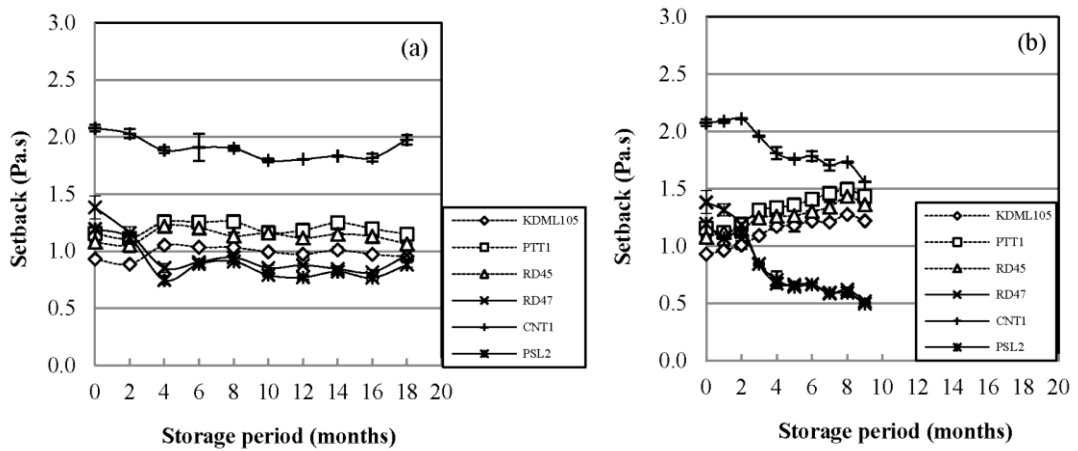 (a)
Setback (Pa.s)
3.0
2.5
2.0
1.5
1.0
0.5
0.0
0 2 4 6 8 10 12 14 16 18 20
Storage period (months)
KDML105
PTT1
RD45
RD47
CNT1
PSL2
(b)
Setback (Pa.s)
3.0
2.5
2.0
1.5
1.0
0.5
0.0
0 2 4 6 8 10 12 14 16 18 20
Storage period (months)
KDML105
PTT1
RD45
RD47
CNT1
PSL2